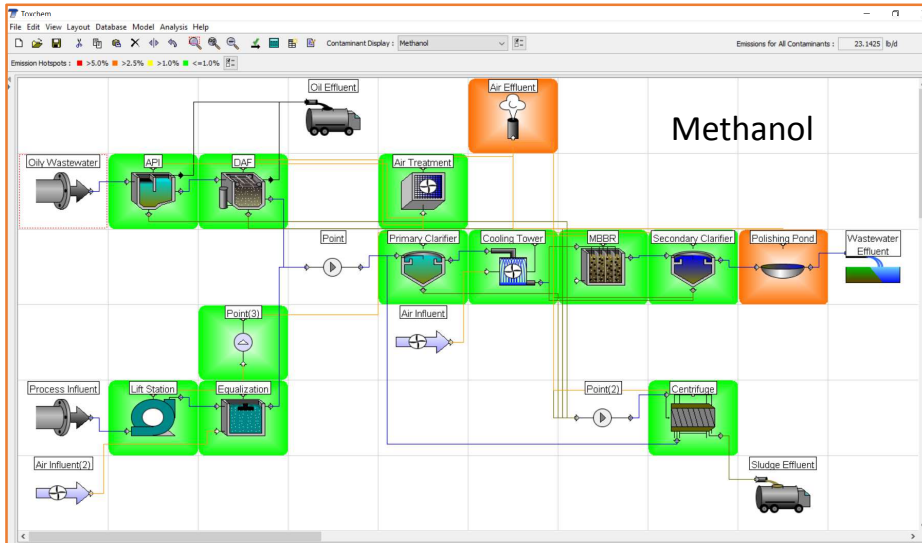 Toxchem
File Edit View Layout Database Model Analysis Help
Contaminant Display : Methanol Emissions for All Contaminants : 23.1425 lb/d
Emission Hotspots : >5.0% >2.5% >1.0% <=1.0%
Oil Effluent
Air Effluent
Methanol
Oily Wastewater
API
DAF
Air Treatment
Point
Primary Clarifier
Cooling Tower
MBBR
Secondary Clarifier
Polishing Pond
Wastewater
Effluent
Point(3)
Air Influent
Process Influent
Lift Station
Equalization
Point(2)
Centrifuge
Air Influent(2)
Sludge Effluent